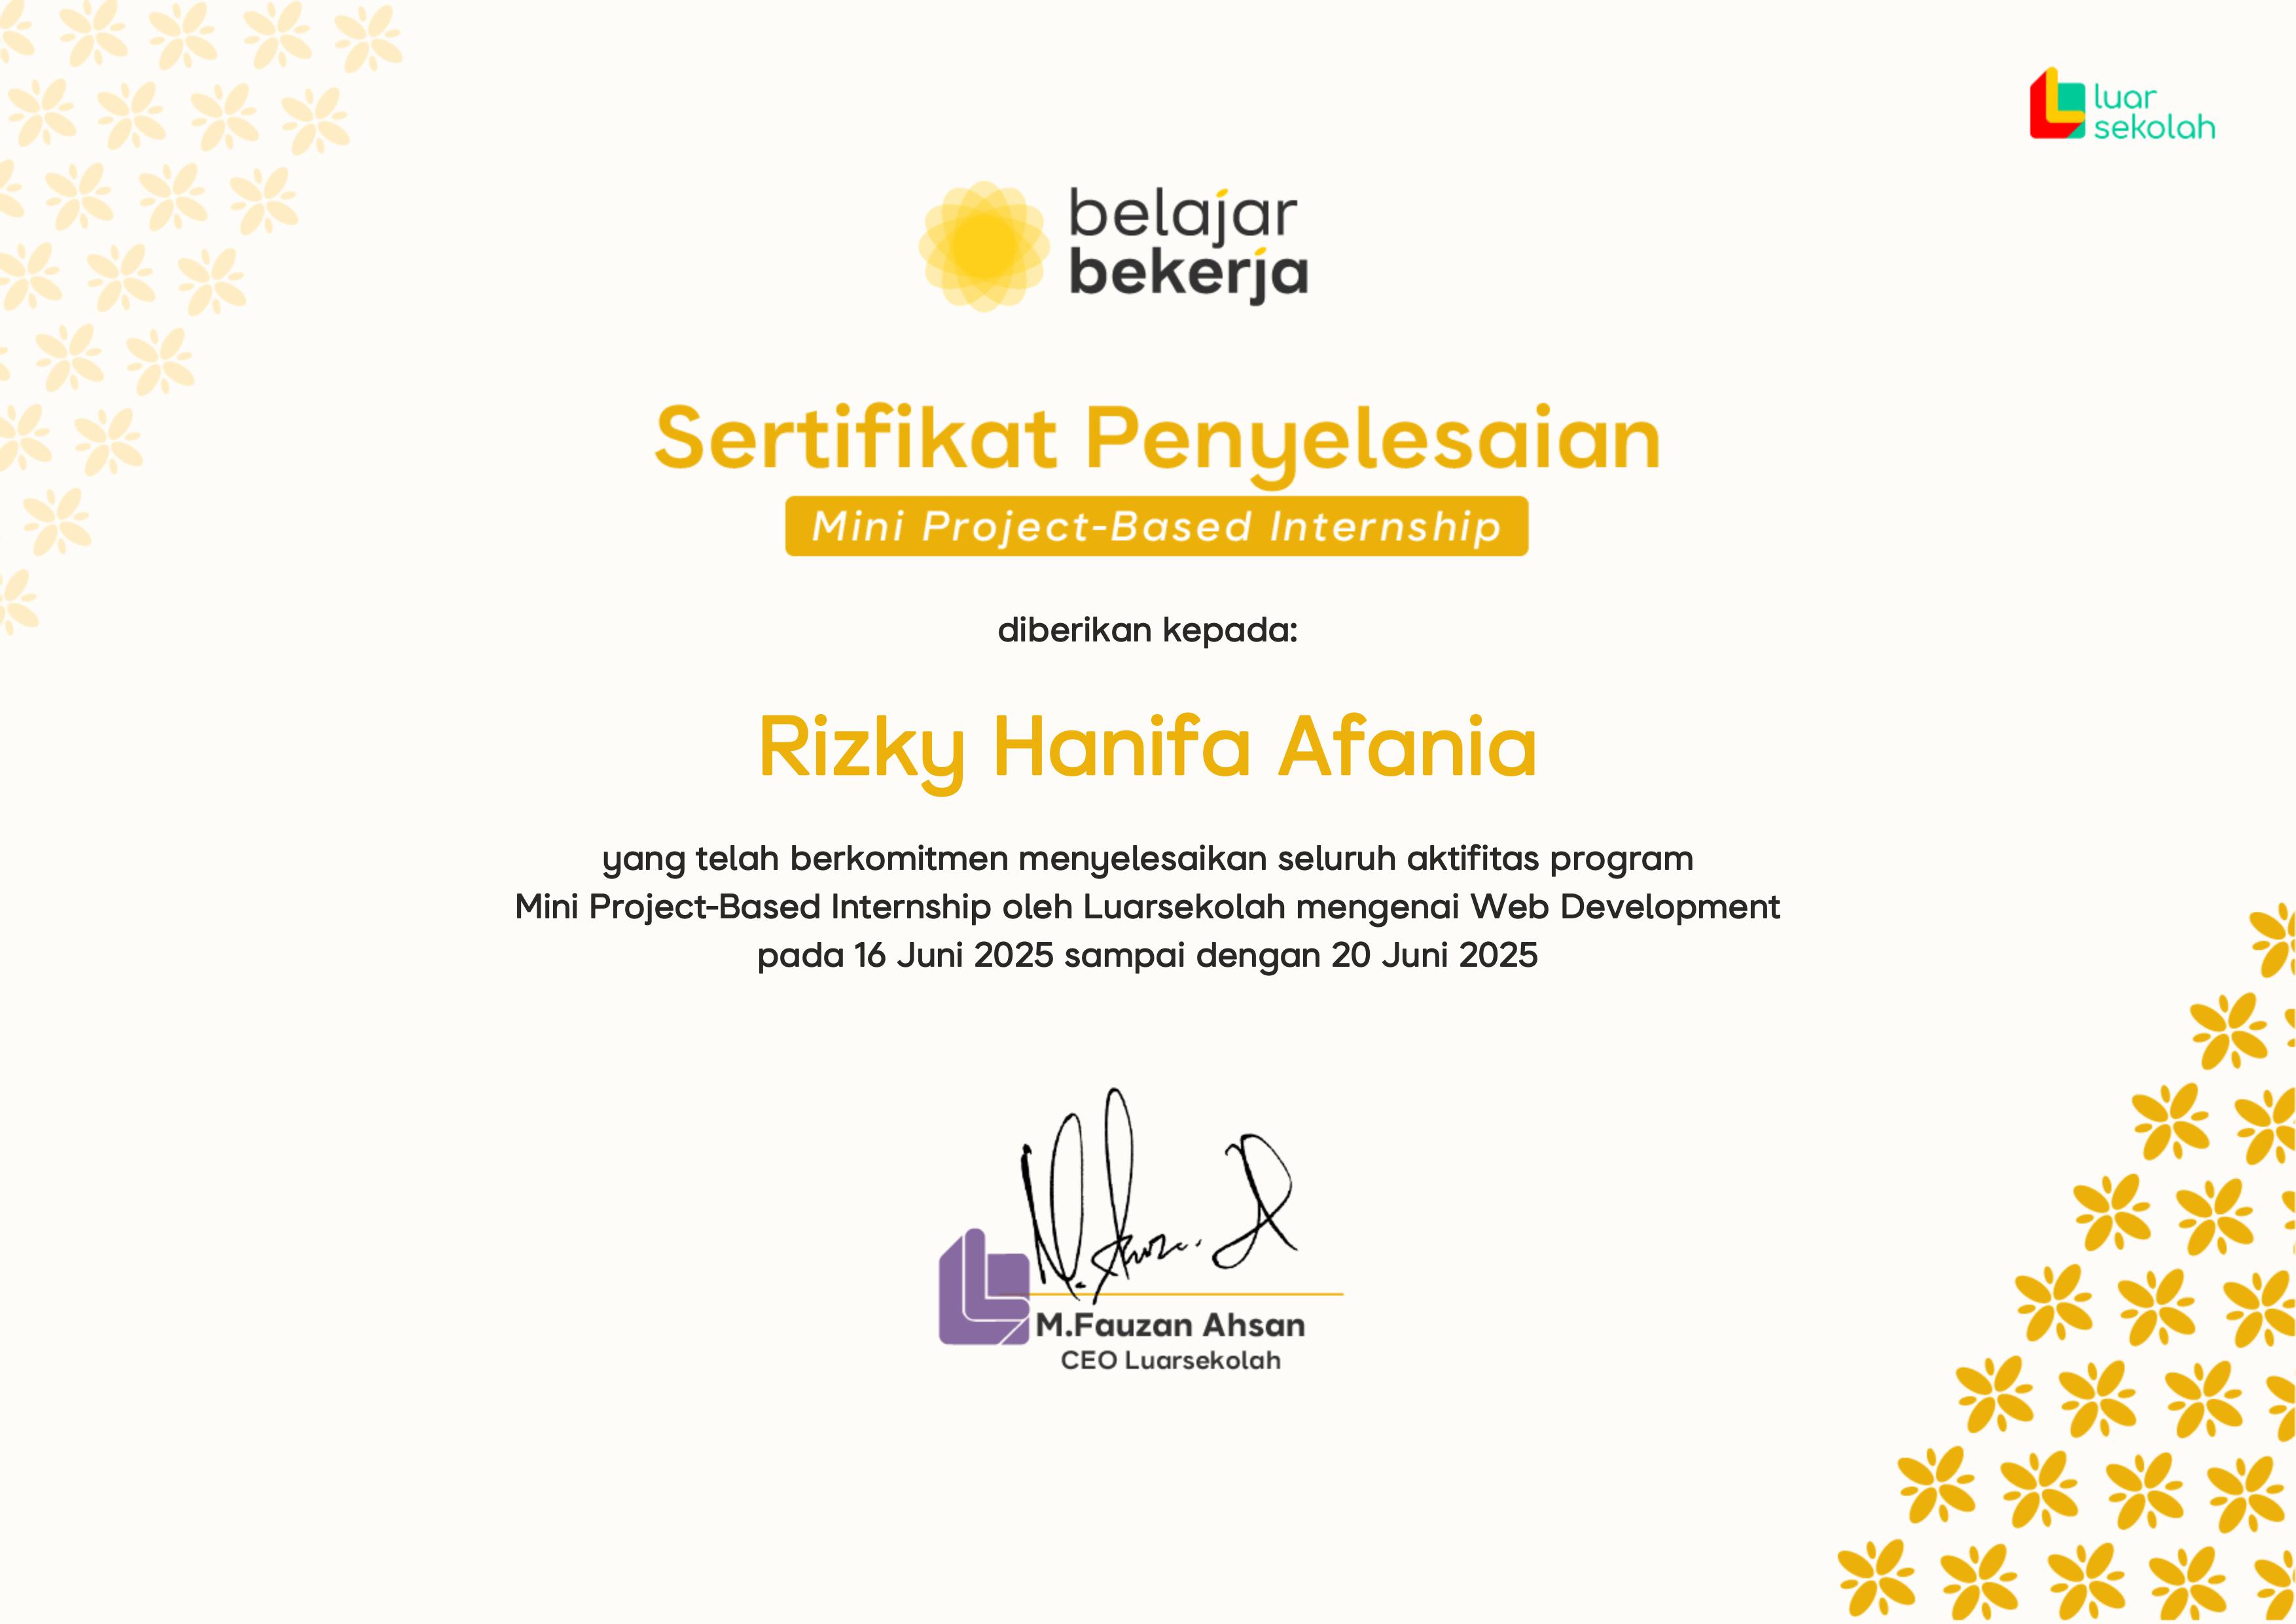 luar
sekolah
belajar
bekerja
Sertifikat Penyelesaian
Mini Project-Based Internship
diberikan kepada:
Rizky Hanifa Afania
yang telah berkomitmen menyelesaikan seluruh aktifitas program
Mini Project-Based Internship oleh Luarsekolah mengenai Web Development
pada 16 Juni 2025 sampai dengan 20 Juni 2025
M.Fauzan Ahsan
CEO Luarsekolah